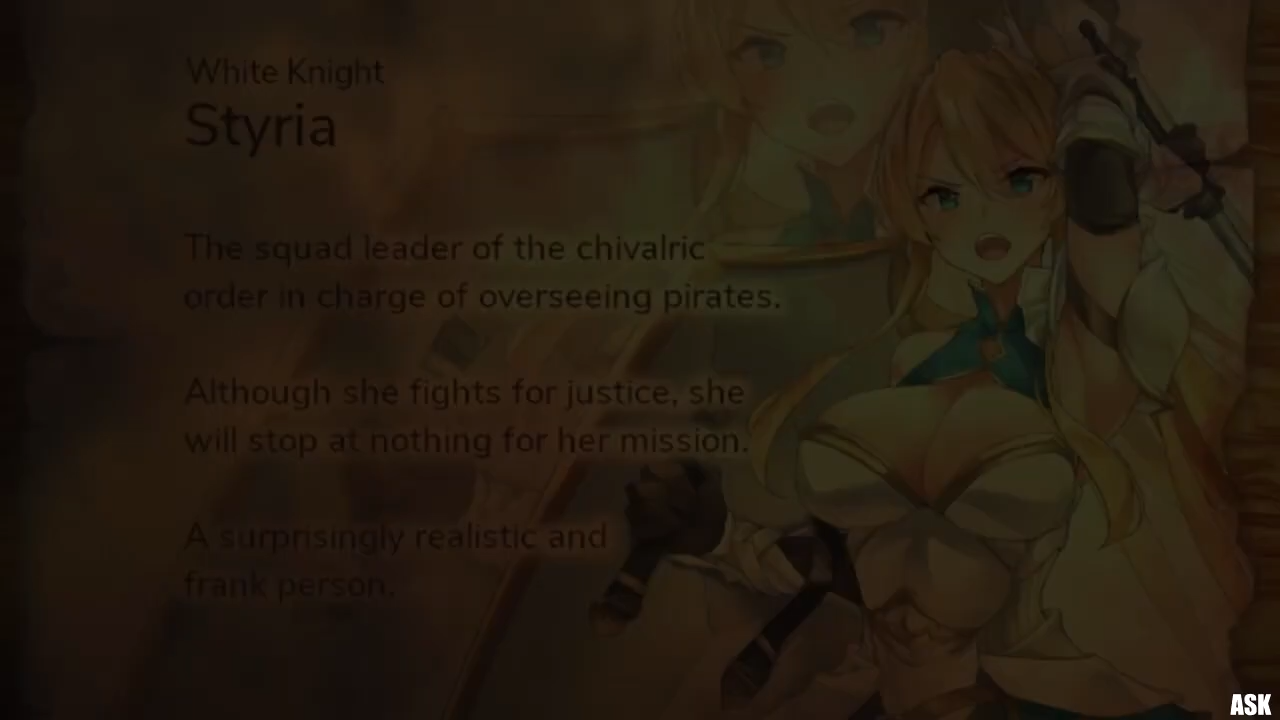 White Knight
Styria
The squad leader of the chivalric
order in charge of overseeing pirates.
Although she fights for justice, she
will stop at nothing for her mission.
A surprisingly realistic and
frank person.
ASK